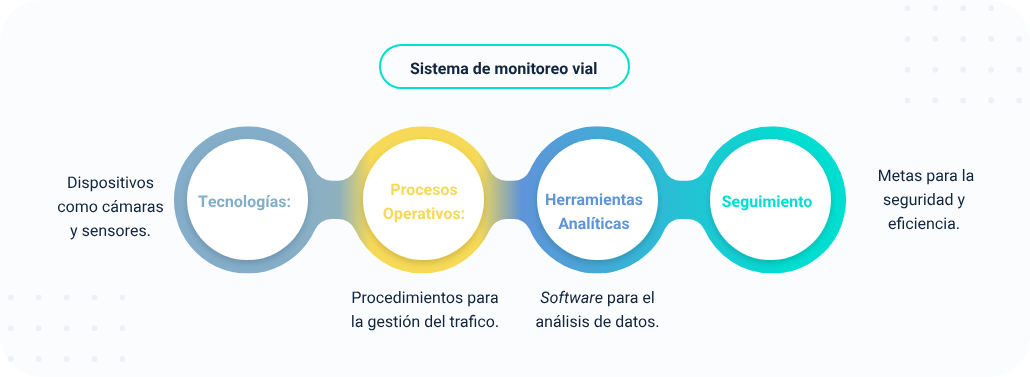 Sistema de monitoreo vial
Dispositivos
como cámaras
y sensores.
Tecnologías:
Procesos
Operativos:
Procedimientos para
la gestión del trafico.
Herramientas
Analíticas
Software para el
análisis de datos.
Seguimiento
Metas para la
seguridad y
eficiencia.